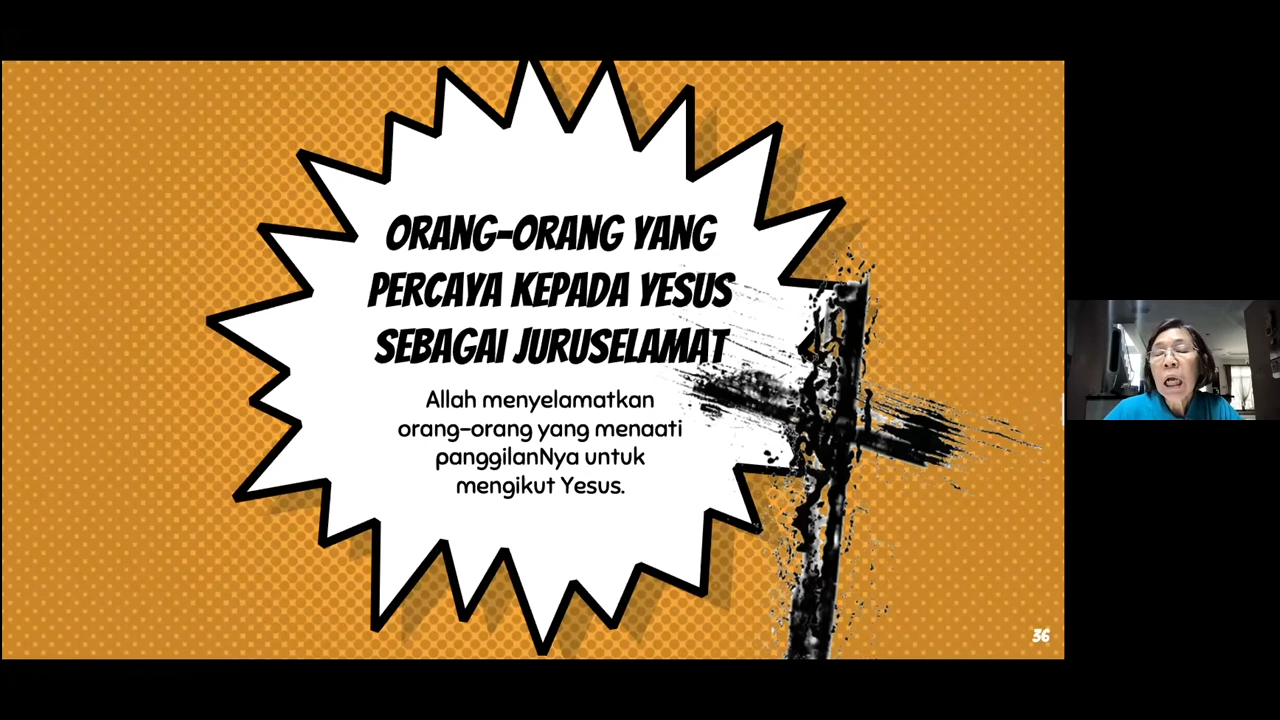 ORANG-ORANG YANG
PERCAYA KEPADA YESUS
SEBAGAI JURUSELAMAT
Allah menyelamatkan
orang-orang yang menaati
panggilanNya untuk
mengikut Yesus.
36